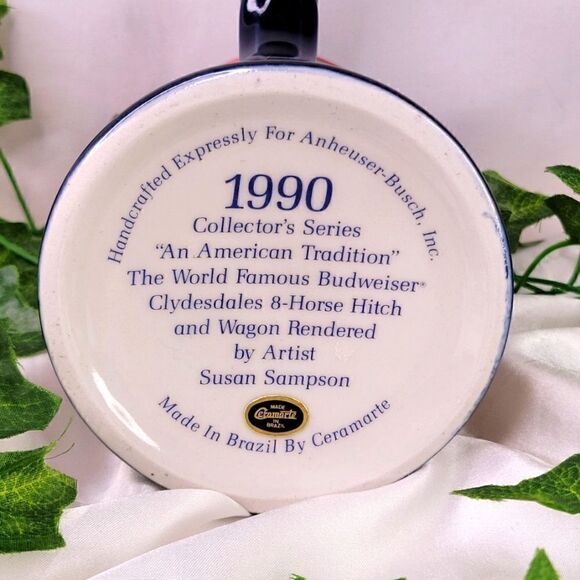 Handcrafted Expressly For Anheuser-Busch, Inc.
1990
Collector's Series
"An American Tradition"
The World Famous Budweiser®
Clydesdales 8-Horse Hitch
and Wagon Rendered
by Artist
Susan Sampson
MADE
Ceramarte
IN
BRAZIL
Made In Brazil By Ceramarte